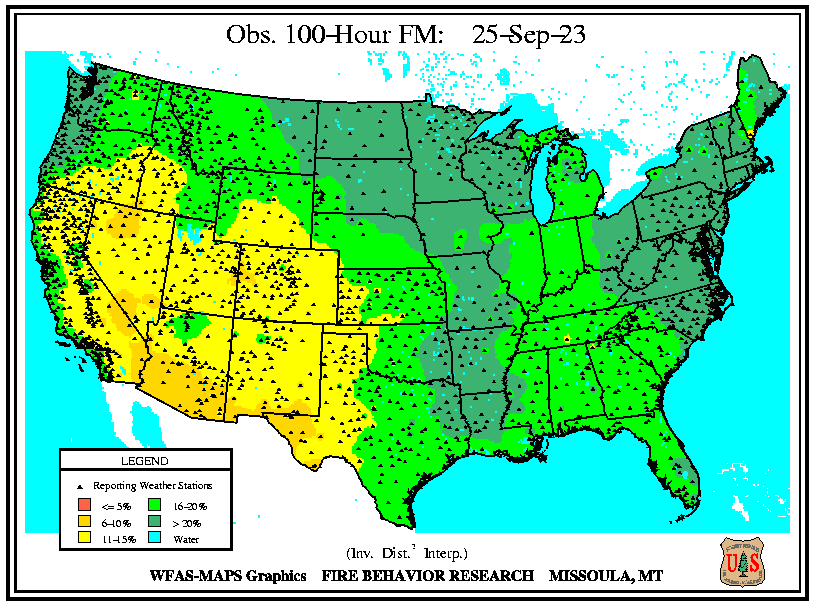 Obs. 100-Hour FM: 25-Sep-23
LEGEND
Reporting Weather Stations
<= 5% 16-20%
6-10% > 20%
11-15% Water
(Inv. Dist.² Interp.)
WFAS-MAPS Graphics FIRE BEHAVIOR RESEARCH MISSOULA, MT
U S